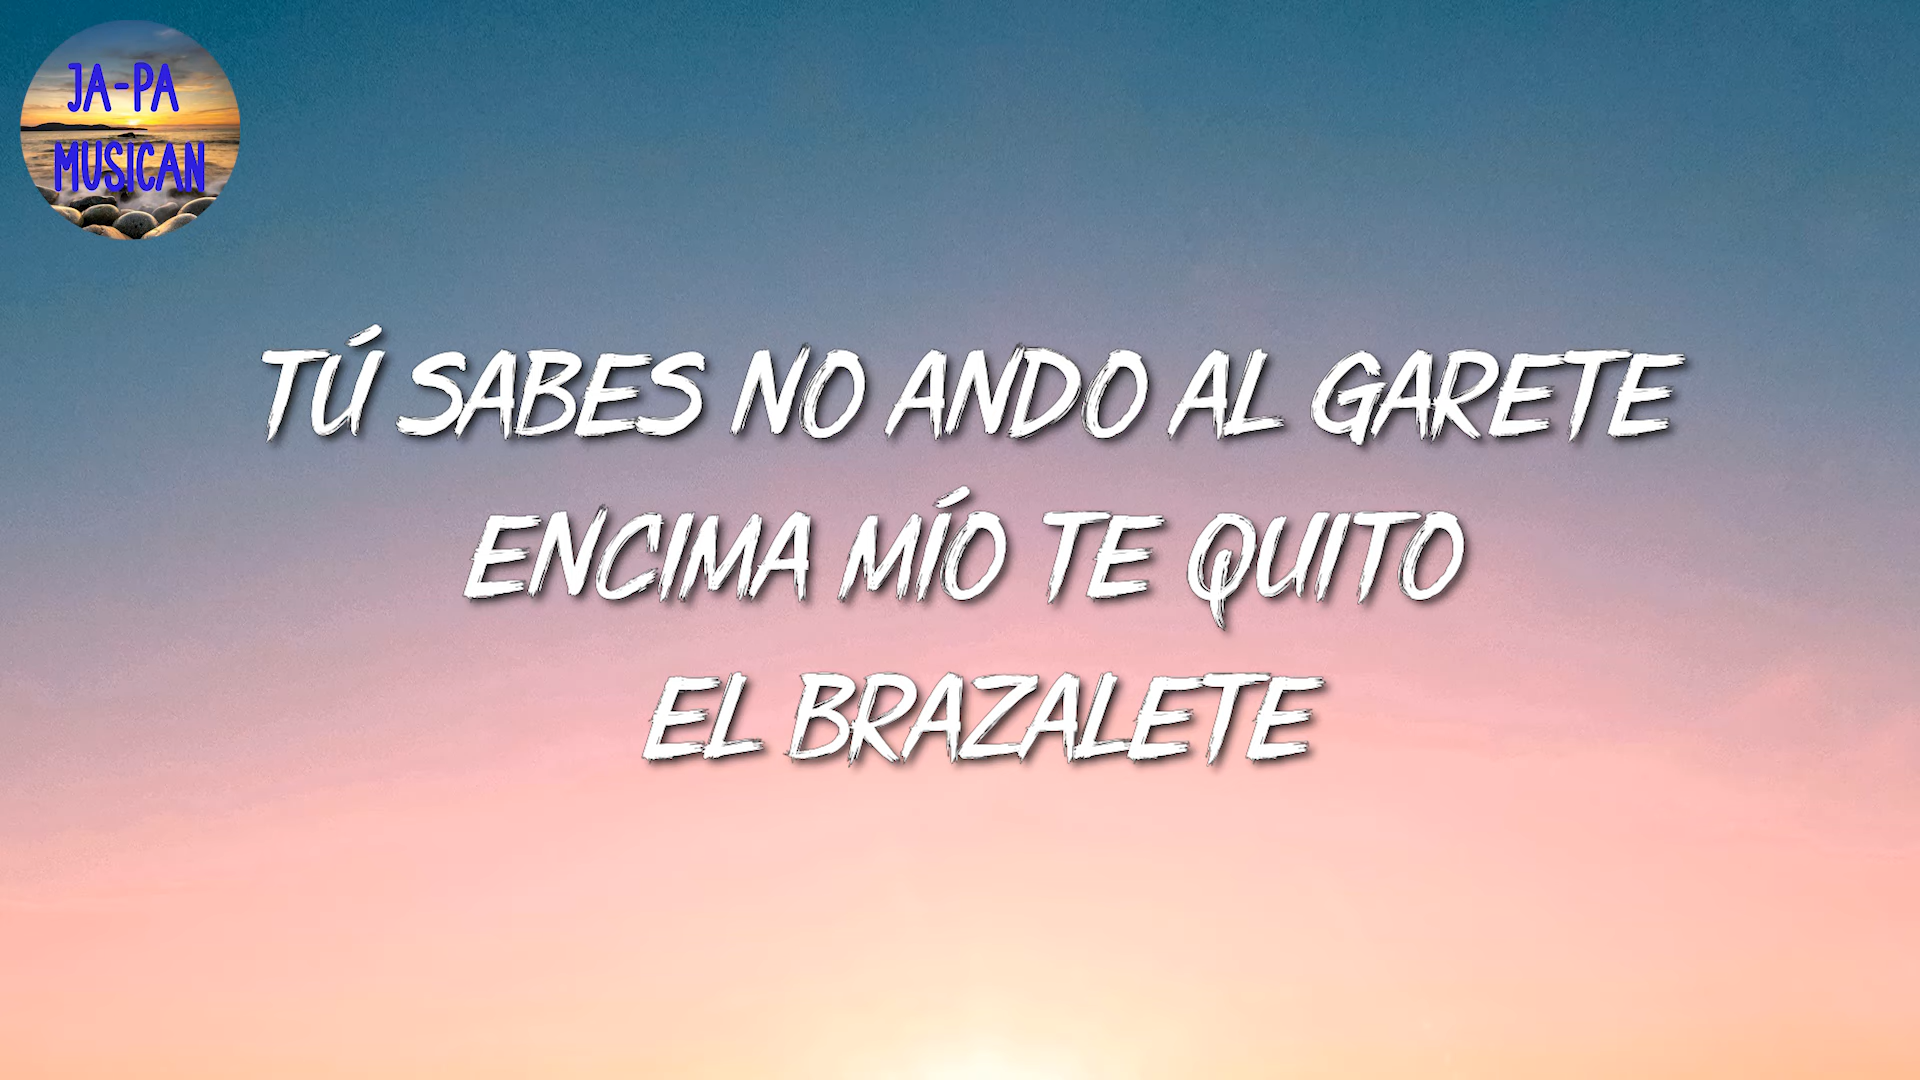 JA-PA
MUSICAN
TÚ SABES NO ANDO AL GARETE
ENCIMA MÍO TE QUITO
EL BRAZALETE